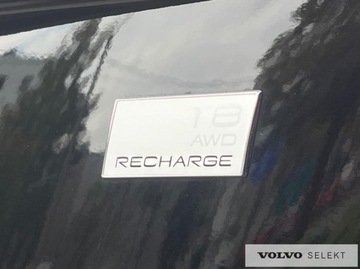 T8
AWD
RECHARGE
VOLVO SELEKT